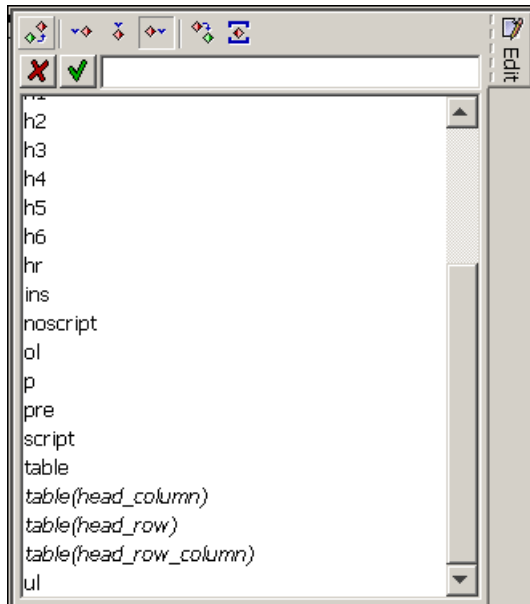 Edit
h1
h2
h3
h4
h5
h6
hr
ins
noscript
ol
p
pre
script
table
table(head_column)
table(head_row)
table(head_row_column)
ul